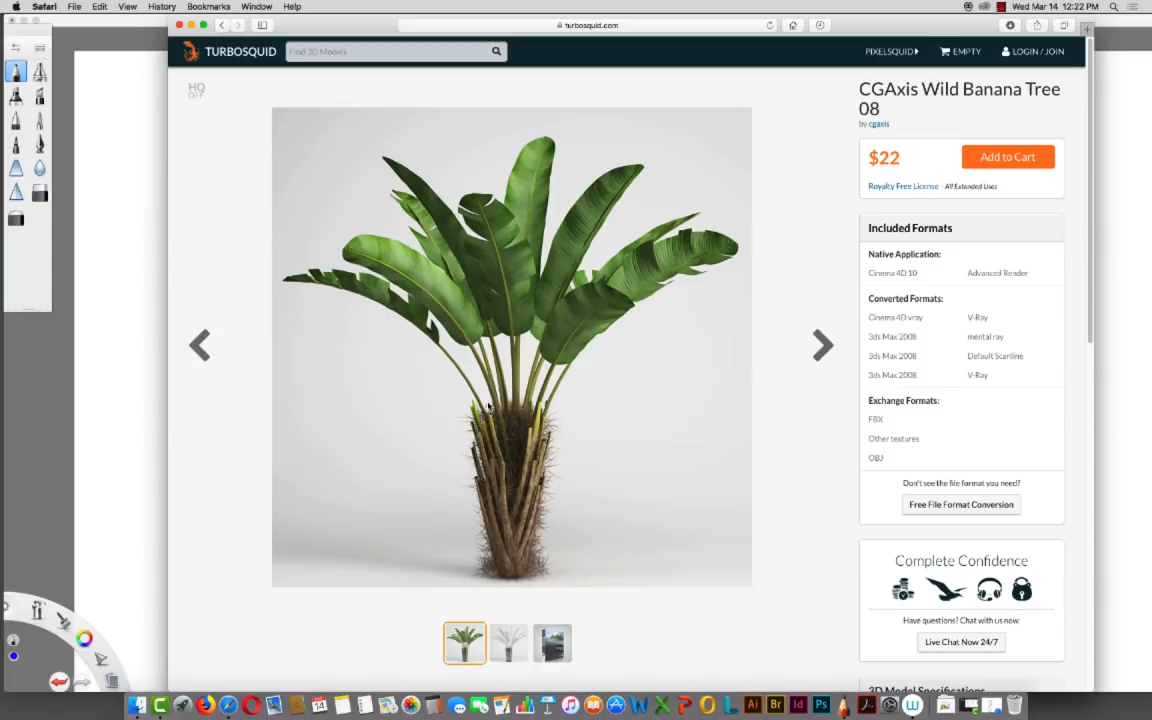 Safari File Edit View History BGBookmarks Window Help Wed Mar 14 12:22 PM
turbosquid.com
TURBOSQUID Find 3D Models PIXELSQUID EMPTY LOGIN / JOIN
HQ
OFF
CGAxis Wild Banana Tree
08
by cgaxis
$22 Add to Cart
Royalty Free License - All Extended Uses
Included Formats
Native Application:
Cinema 4D 10 Advanced Render
Converted Formats:
Cinema 4D vray V-Ray
3ds Max 2008 mental ray
3ds Max 2008 Default Scanline
3ds Max 2008 V-Ray
Exchange Formats:
FBX
Other textures
OBJ
Don't see the file format you need?
Free File Format Conversion
Complete Confidence
Have questions? Chat with us now.
Live Chat Now 24/7
3D Model Specifications